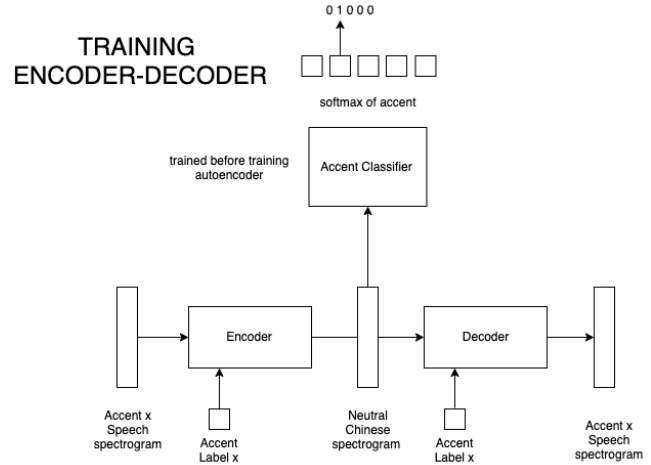 0 1 0 0 0
TRAINING
ENCODER-DECODER
softmax of accent
trained before training
autoencoder
Accent Classifier
Encoder
Decoder
Accent x
Speech
spectrogram
Accent
Label x
Neutral
Chinese
spectrogram
Accent
Label x
Accent x
Speech
spectrogram